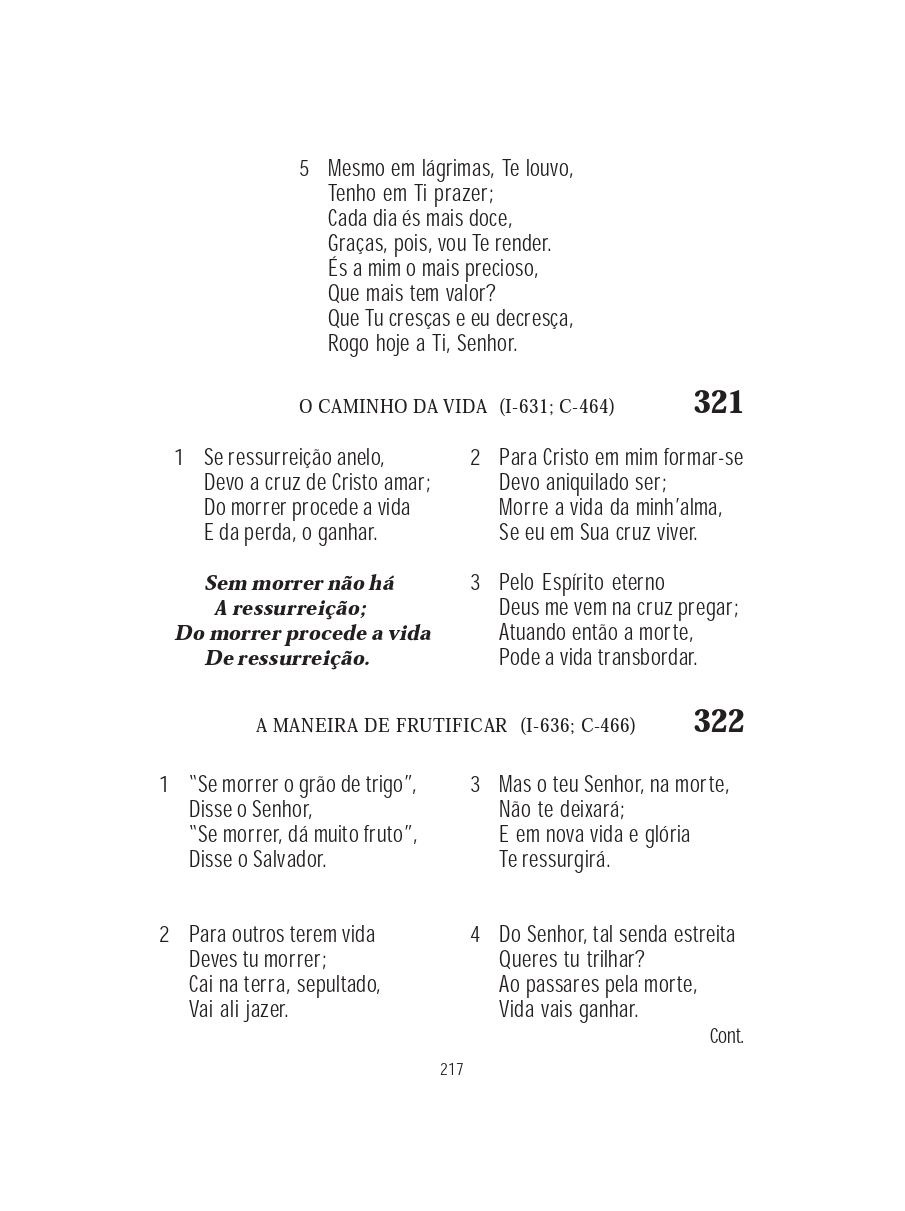 5 Mesmo em lágrimas, Te louvo,
Tenho em Ti prazer;
Cada dia és mais doce,
Graças, pois, vou Te render.
És a mim o mais precioso,
Que mais tem valor?
Que Tu cresças e eu decresça,
Rogo hoje a Ti, Senhor.
O CAMINHO DA VIDA (I-631; C-464) 321
1 Se ressurreição anelo,
Devo a cruz de Cristo amar;
Do morrer procede a vida
E da perda, o ganhar.
Sem morrer não há
A ressurreição;
Do morrer procede a vida
De ressurreição.
2 Para Cristo em mim formar-se
Devo aniquilado ser;
Morre a vida da minh’alma,
Se eu em Sua cruz viver.
3 Pelo Espírito eterno
Deus me vem na cruz pregar;
Atuando então a morte,
Pode a vida transbordar.
A MANEIRA DE FRUTIFICAR (I-636; C-466) 322
1 “Se morrer o grão de trigo”,
Disse o Senhor,
“Se morrer, dá muito fruto”,
Disse o Salvador.
2 Para outros terem vida
Deves tu morrer;
Cai na terra, sepultado,
Vai ali jazer.
3 Mas o teu Senhor, na morte,
Não te deixará;
E em nova vida e glória
Te ressurgirá.
4 Do Senhor, tal senda estreita
Queres tu trilhar?
Ao passares pela morte,
Vida vais ganhar.
Cont.
217